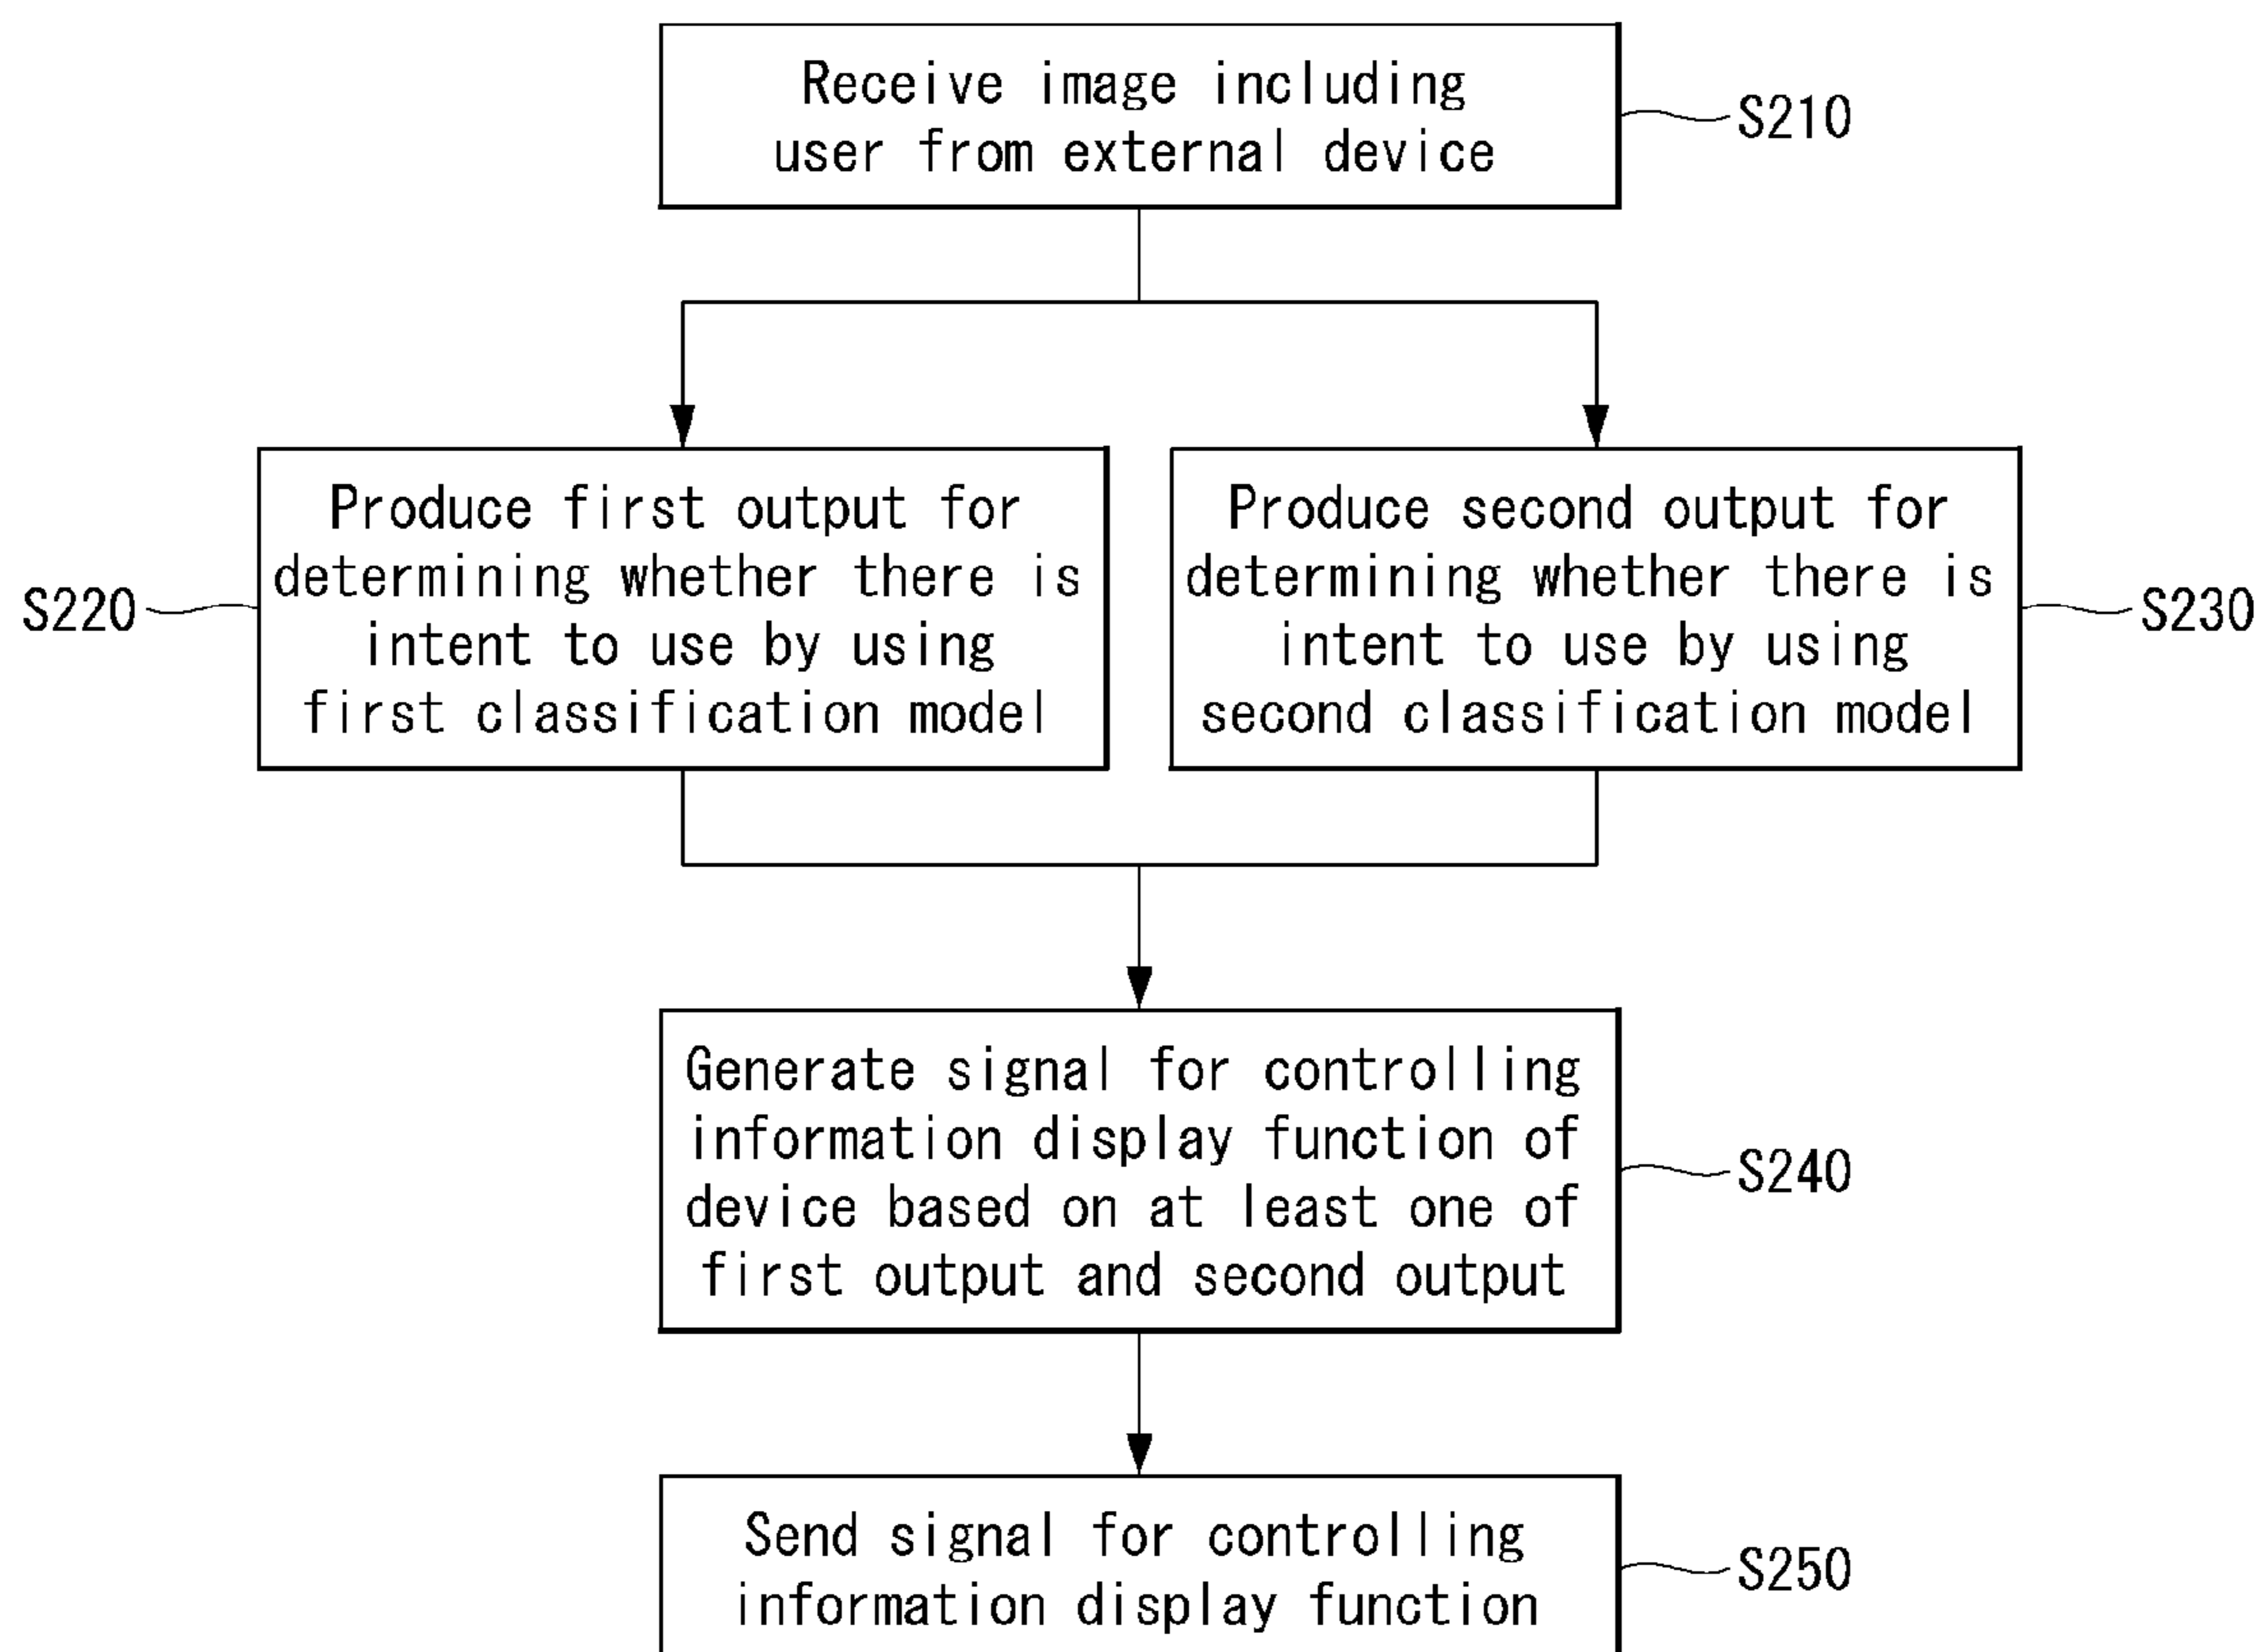 Receive image including
user from external device
S210
Produce first output for
determining whether there is
intent to use by using
first classification model
S220
Produce second output for
determining whether there is
intent to use by using
second classification model
S230
Generate signal for controlling
information display function of
device based on at least one of
first output and second output
S240
Send signal for controlling
information display function
S250